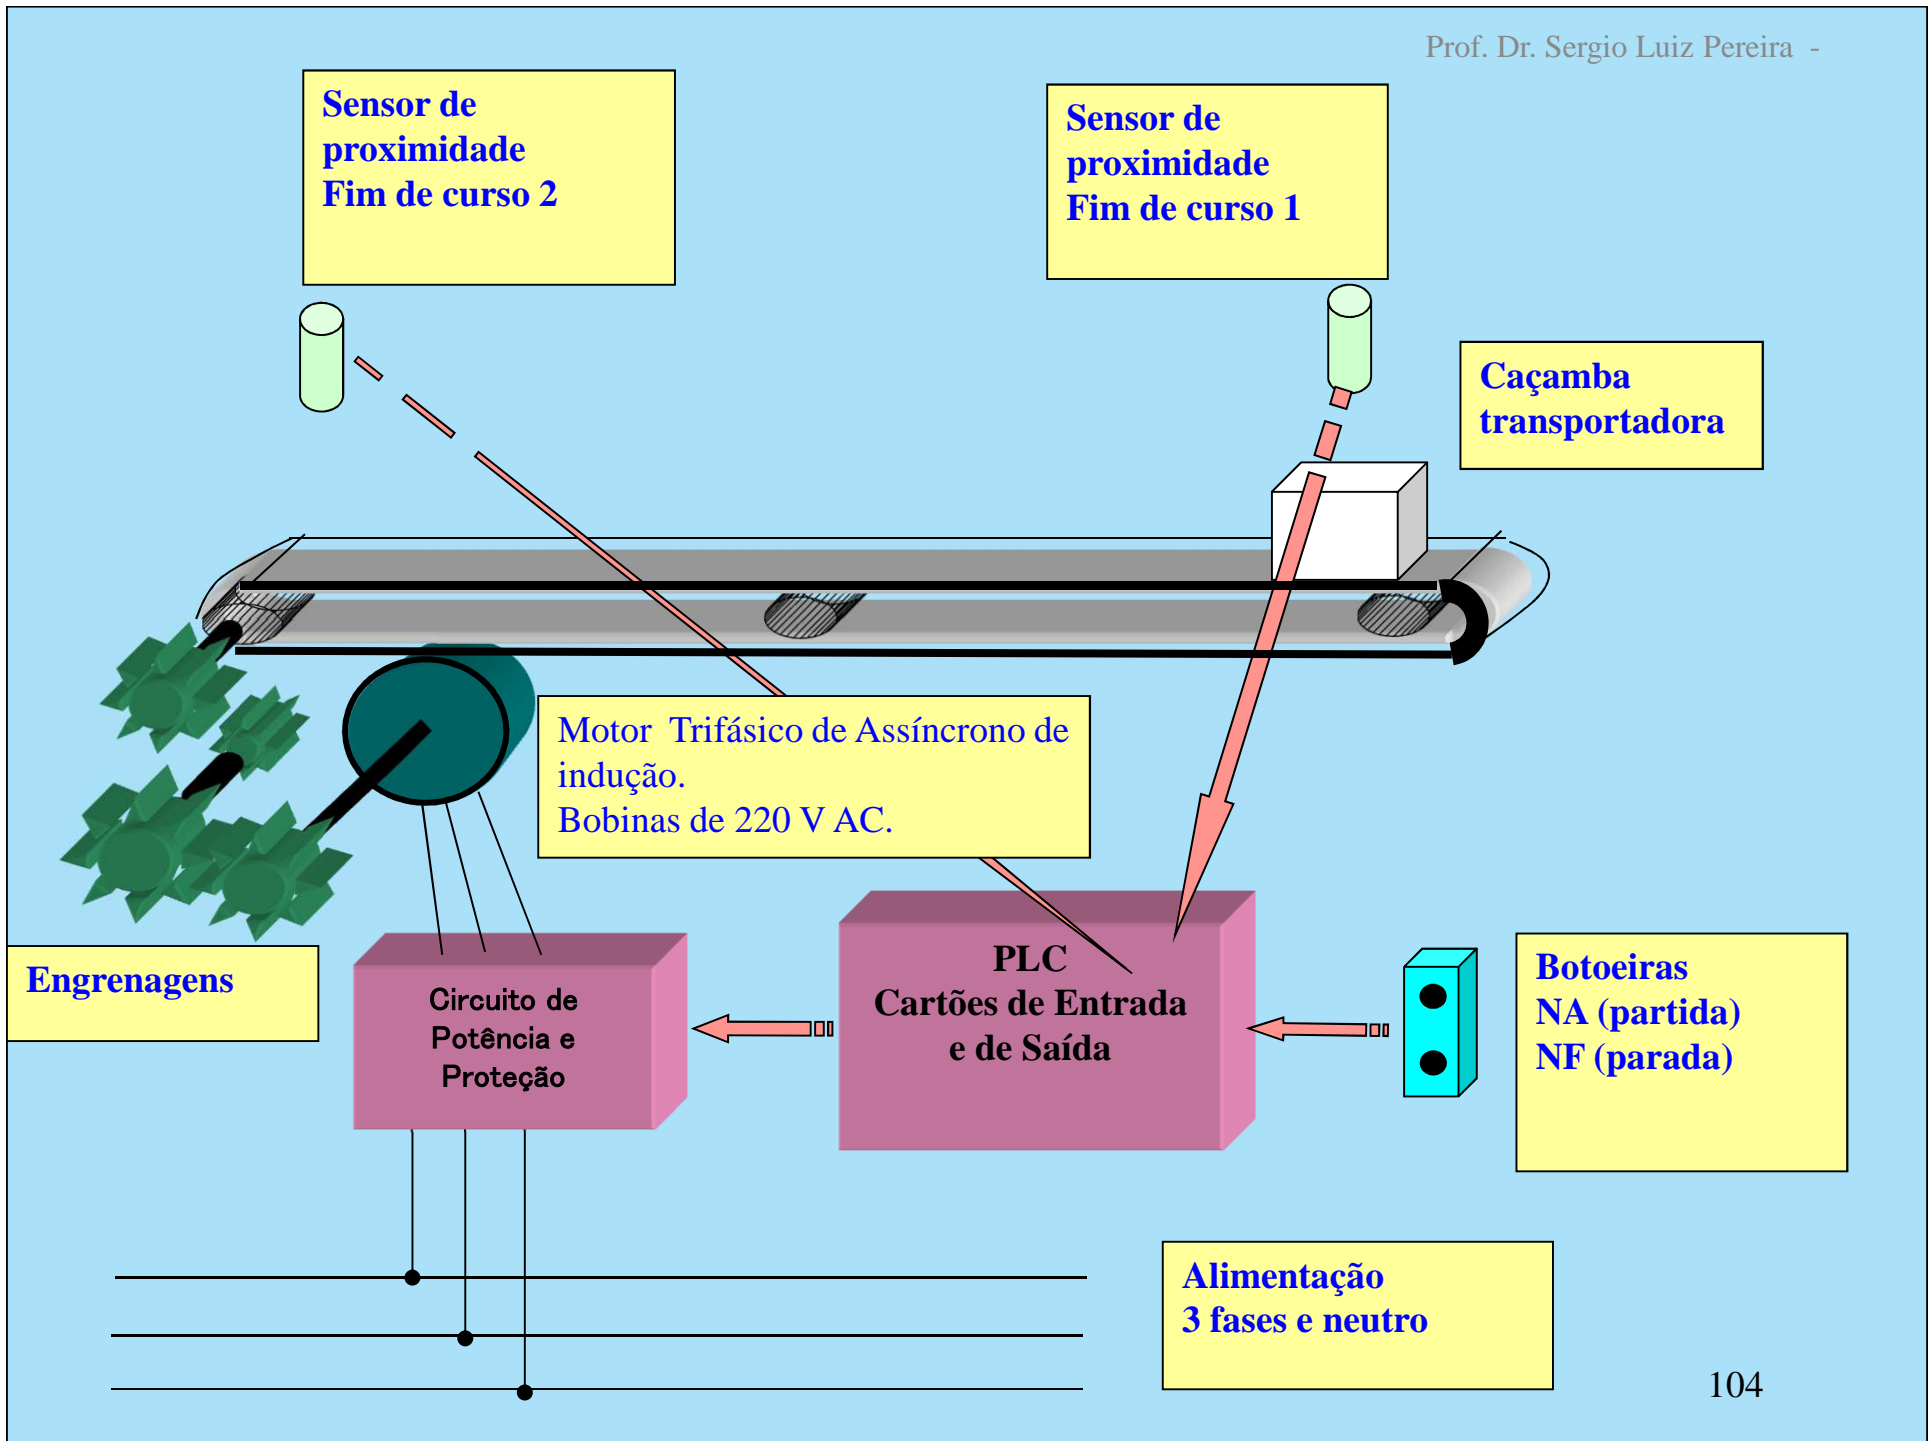 Prof. Dr. Sergio Luiz Pereira -
Sensor de
proximidade
Fim de curso 2
Sensor de
proximidade
Fim de curso 1
Caçamba
transportadora
Motor Trifásico de Assíncrono de
indução.
Bobinas de 220 V AC.
Engrenagens
Circuito de
Potência e
Proteção
PLC
Cartões de Entrada
e de Saída
Botoeiras
NA (partida)
NF (parada)
Alimentação
3 fases e neutro
104